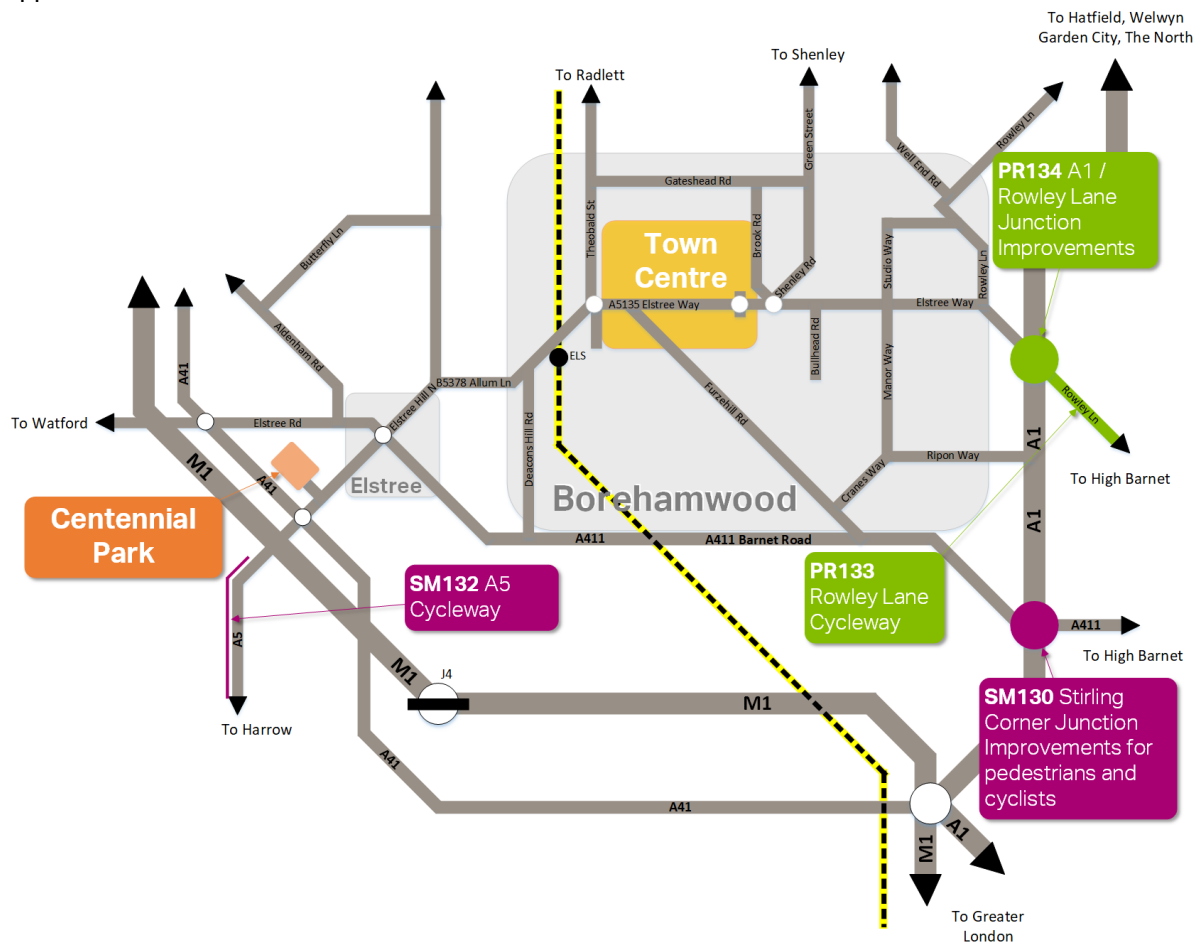 To Hatfield, Welwyn
Garden City, The North
To Shenley
To Radlett
Green Street
Rowley Ln
Well End Rd
PR134 A1 /
Rowley Lane
Junction
Improvements
Gateshead Rd
Theobald St
Brook Rd
Town
Centre
Butterfly Ln
Studio Way
Rowley Ln
Shenley Rd
A5135 Elstree Way
Elstree Way
Aldenham Rd
A41
ELS
Bullhead Rd
Manor Way
B5378 Allum Ln
Elstree Hill N
Furzehill Rd
Rowley Ln
To Watford
Elstree Rd
Deacons Hill Rd
A1
M1
A41
Elstree
Ripon Way
Cranes Way
To High Barnet
Borehamwood
Centennial
Park
A1
A411
A411 Barnet Road
SM132 A5
Cycleway
PR133
Rowley Lane
Cycleway
A5
A411
To High Barnet
M1
J4
M1
To Harrow
SM130 Stirling
Corner Junction
Improvements for
pedestrians and
cyclists
A41
A41
A1
M1
To Greater
London